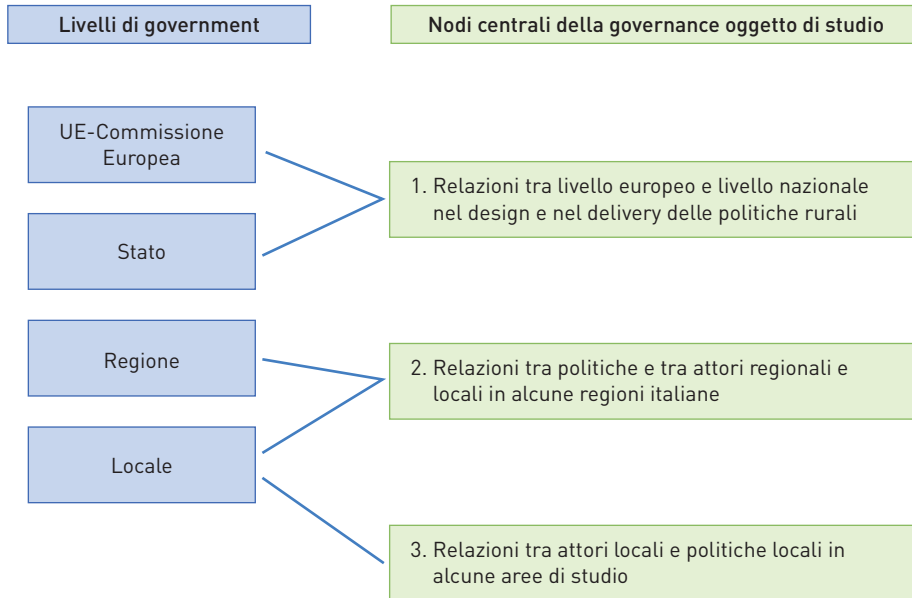 Livelli di government
Nodi centrali della governance oggetto di studio
UE-Commissione
Europea
Stato
Regione
Locale
1. Relazioni tra livello europeo e livello nazionale
nel design e nel delivery delle politiche rurali
2. Relazioni tra politiche e tra attori regionali e
locali in alcune regioni italiane
3. Relazioni tra attori locali e politiche locali in
alcune aree di studio